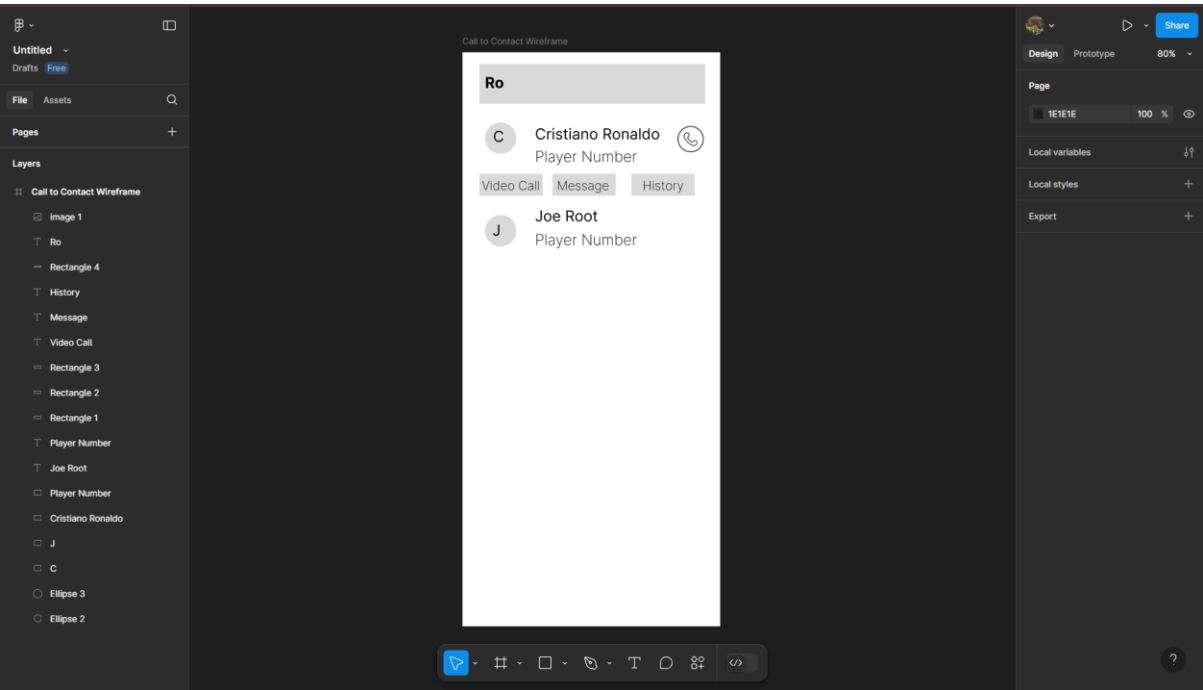 Untitled
Drafts Free
File Assets
Pages
Layers
Call to Contact Wireframe
image 1
Ro
Rectangle 4
History
Message
Video Call
Rectangle 3
Rectangle 2
Rectangle 1
Player Number
Joe Root
Player Number
Cristiano Ronaldo
J
C
Ellipse 3
Ellipse 2
Call to Contact Wireframe
Ro
C
Cristiano Ronaldo
Player Number
Video Call Message History
J
Joe Root
Player Number
Share
Design Prototype 80%
Page
1E1E1E 100 %
Local variables
Local styles
Export
?